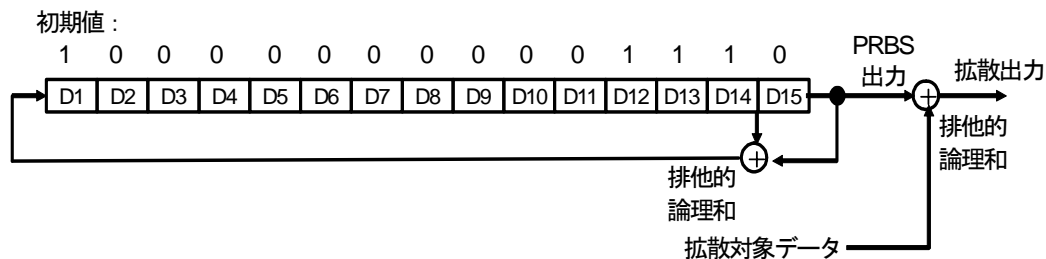 初期値：
1 0 0 0 0 0 0 0 0 0 0 1 1 1 0
D1 D2 D3 D4 D5 D6 D7 D8 D9 D10 D11 D12 D13 D14 D15
PRBS
出力
拡散出力
排他的
論理和
排他的
論理和
拡散対象データ